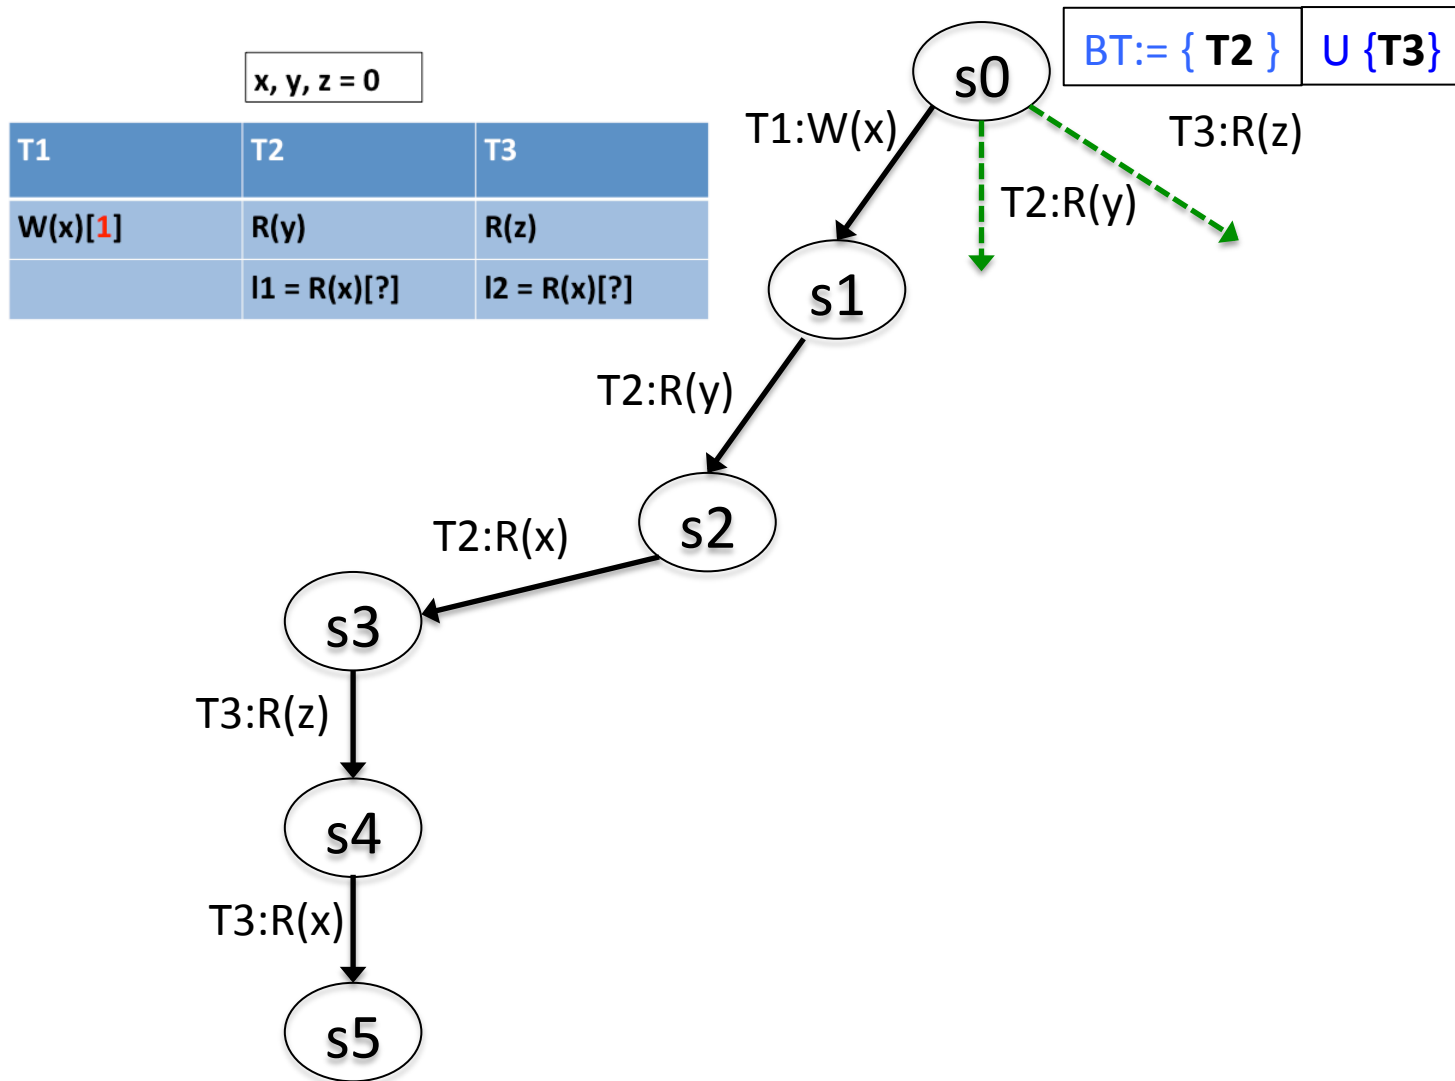 s0
BT:= { T2 } U {T3}
x, y, z = 0
T1:W(x)
T3:R(z)
T1 T2 T3
W(x)[1] R(y) R(z)
l1 = R(x)[?] l2 = R(x)[?]
T2:R(y)
s1
T2:R(y)
s2
T2:R(x)
s3
T3:R(z)
s4
T3:R(x)
s5